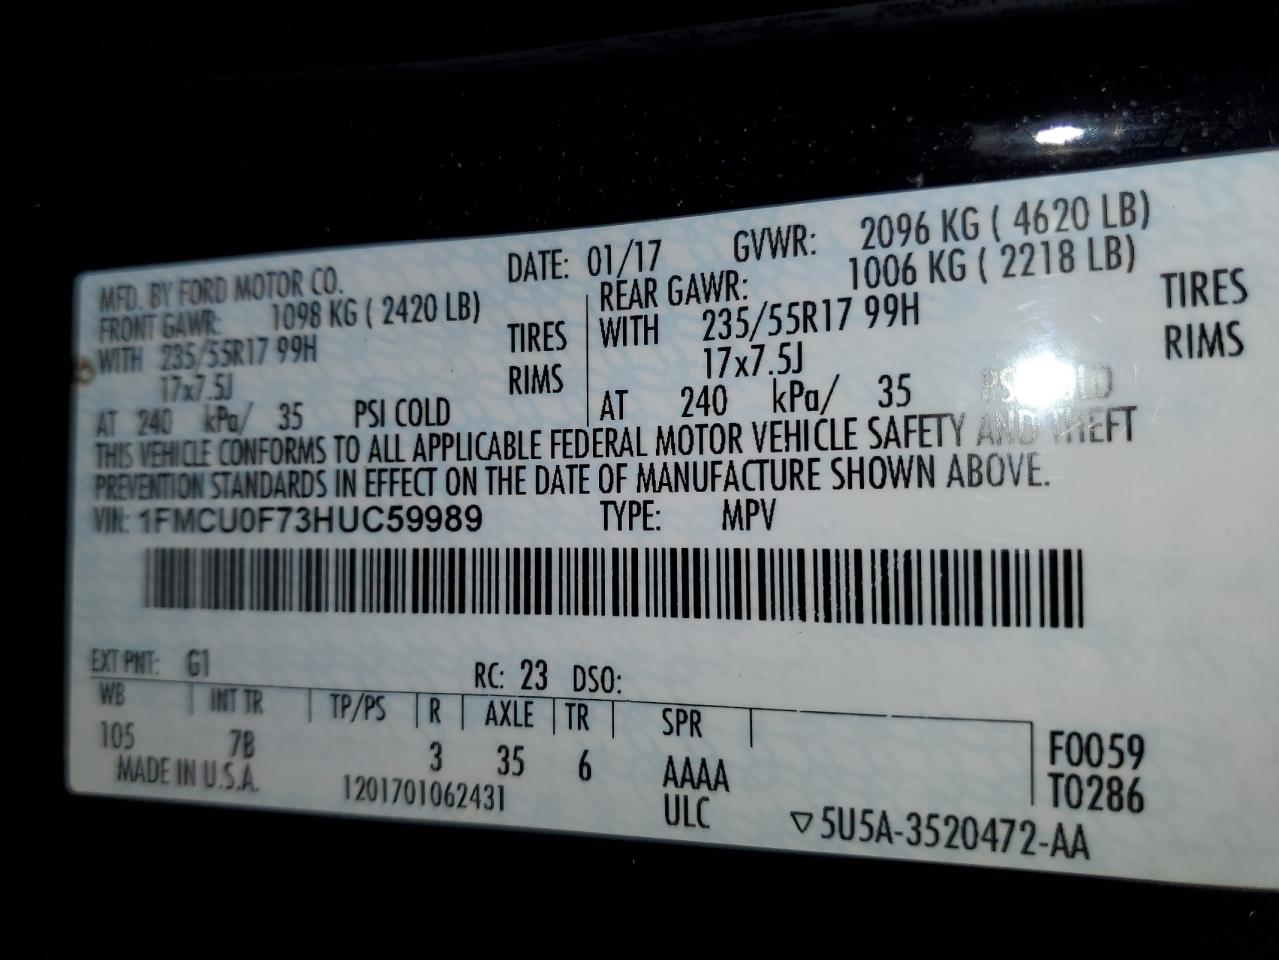 MFD. BY FORD MOTOR CO. DATE: 01/17 GVWR: 2096 KG ( 4620 LB)
FRONT GAWR: 1098 KG ( 2420 LB) REAR GAWR: 1006 KG ( 2218 LB)
WITH 235/55R17 99H TIRES WITH 235/55R17 99H TIRES
17x7.5J RIMS 17x7.5J RIMS
AT 240 kPa/ 35 PSI COLD AT 240 kPa/ 35 PSI COLD
THIS VEHICLE CONFORMS TO ALL APPLICABLE FEDERAL MOTOR VEHICLE SAFETY AND THEFT
PREVENTION STANDARDS IN EFFECT ON THE DATE OF MANUFACTURE SHOWN ABOVE.
VIN: 1FMCU0F73HUC59989 TYPE: MPV
EXT PNT: G1 RC: 23 DSO:
WB INT TR TP/PS R AXLE TR SPR
105 7B 3 35 6 AAAA F0059
MADE IN U.S.A. 1201701062431 ULC T0286
▽5U5A-3520472-AA